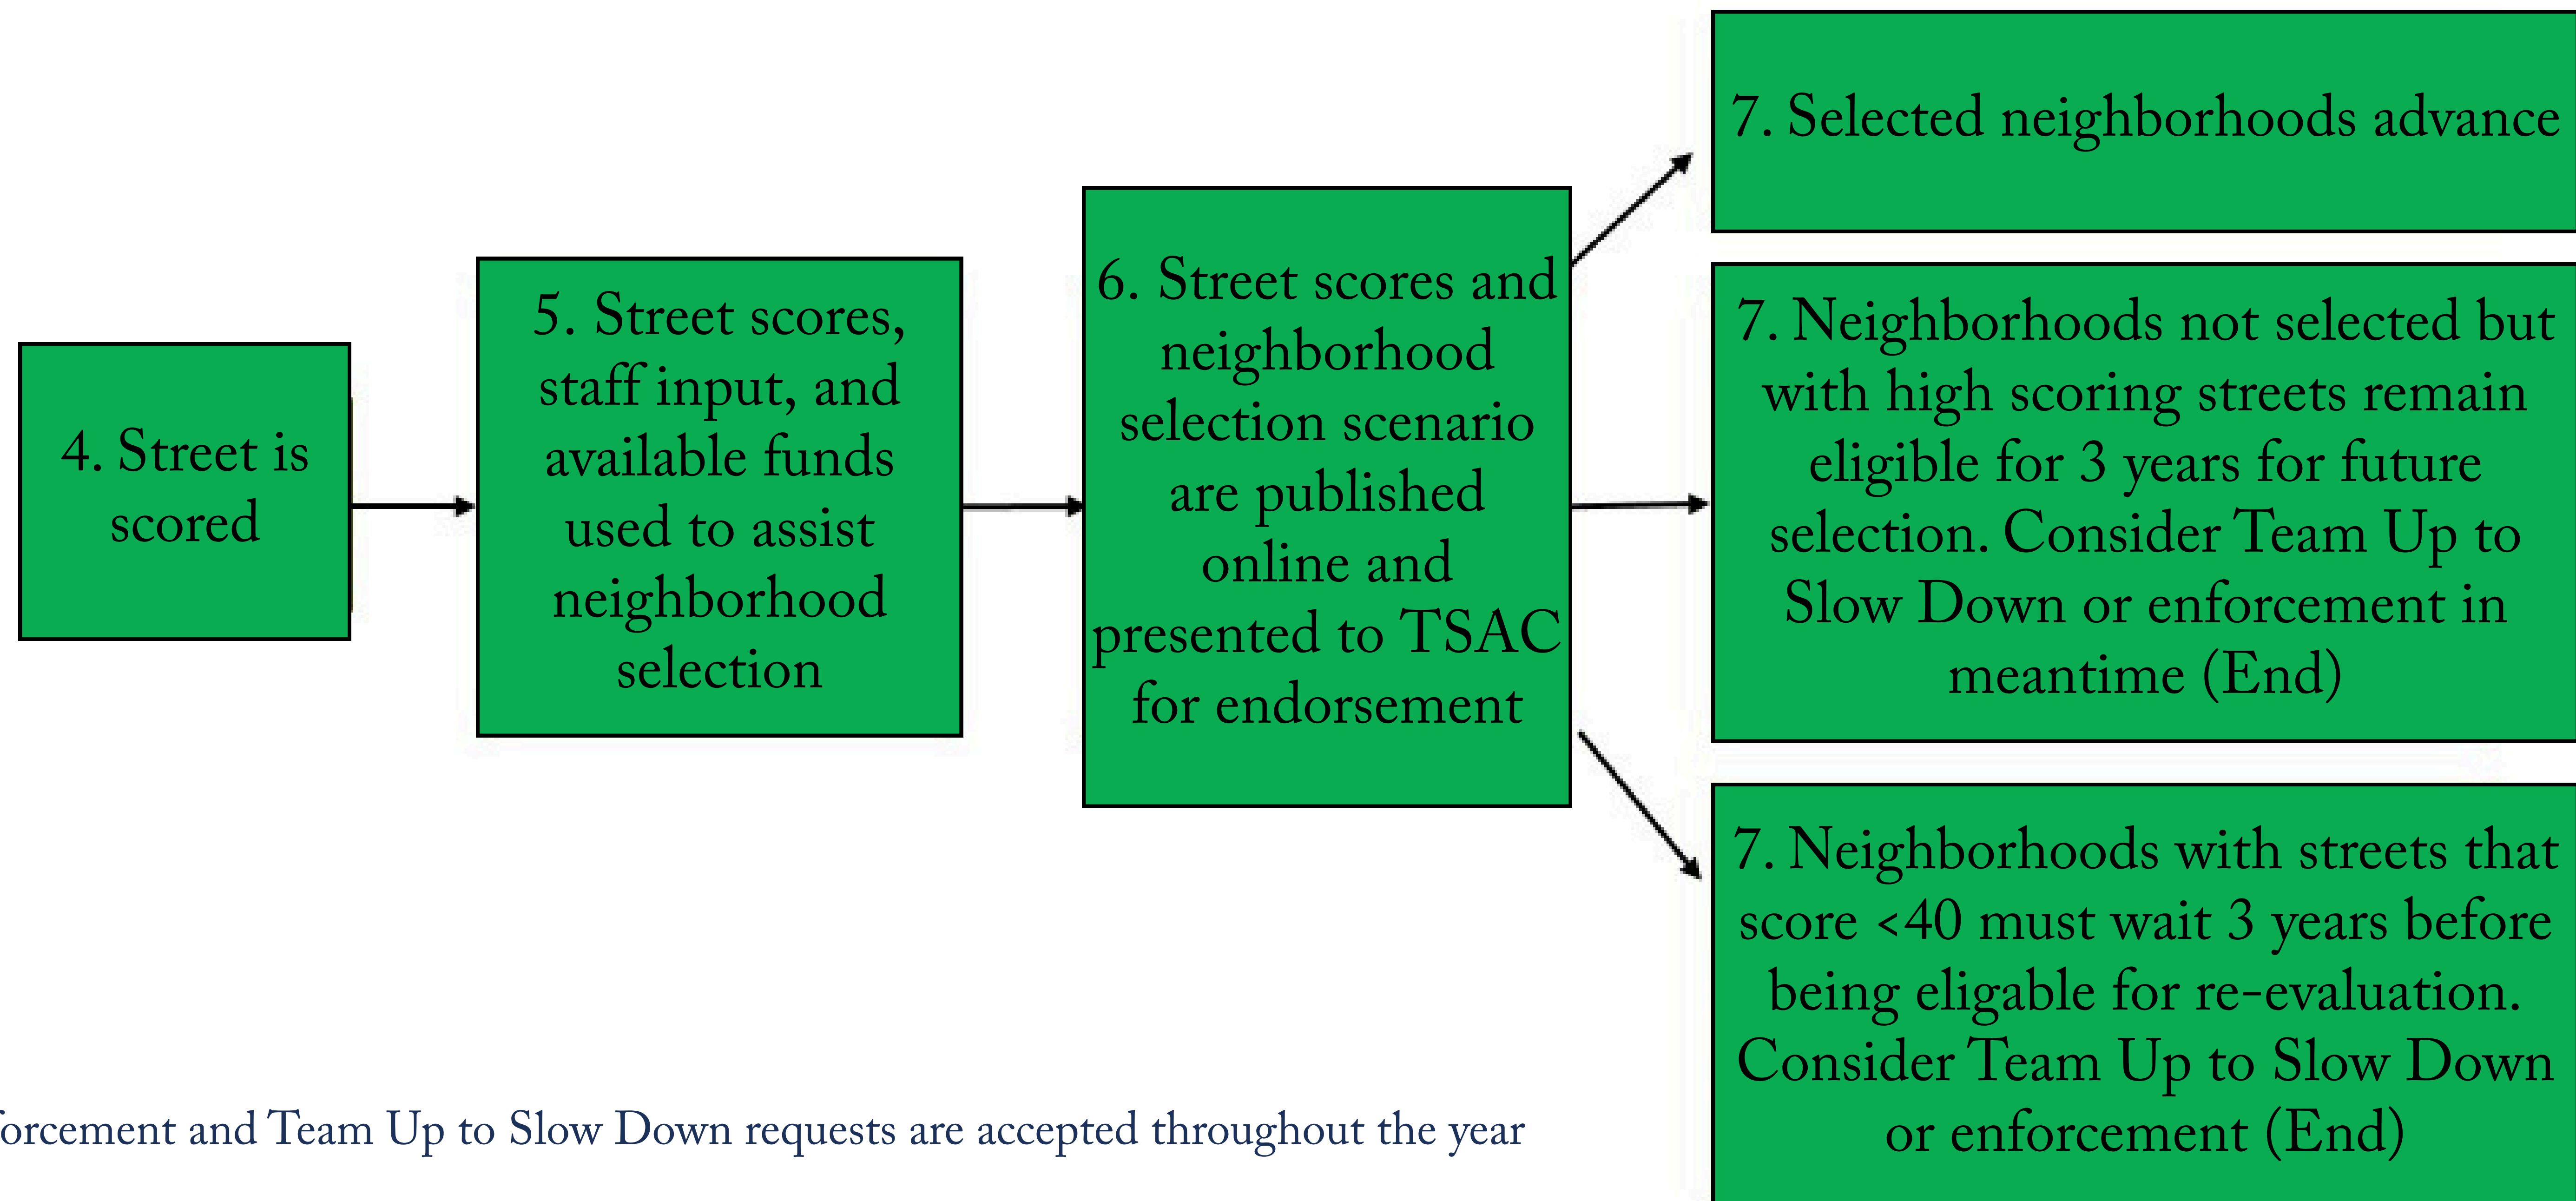 4. Street is
scored
5. Street scores,
staff input, and
available funds
used to assist
neighborhood
selection
6. Street scores and
neighborhood
selection scenario
are published
online and
presented to TSAC
for endorsement
7. Selected neighborhoods advance
7. Neighborhoods not selected but
with high scoring streets remain
eligible for 3 years for future
selection. Consider Team Up to
Slow Down or enforcement in
meantime (End)
7. Neighborhoods with streets that
score <40 must wait 3 years before
being eligable for re-evaluation.
Consider Team Up to Slow Down
or enforcement (End)
forcement and Team Up to Slow Down requests are accepted throughout the year